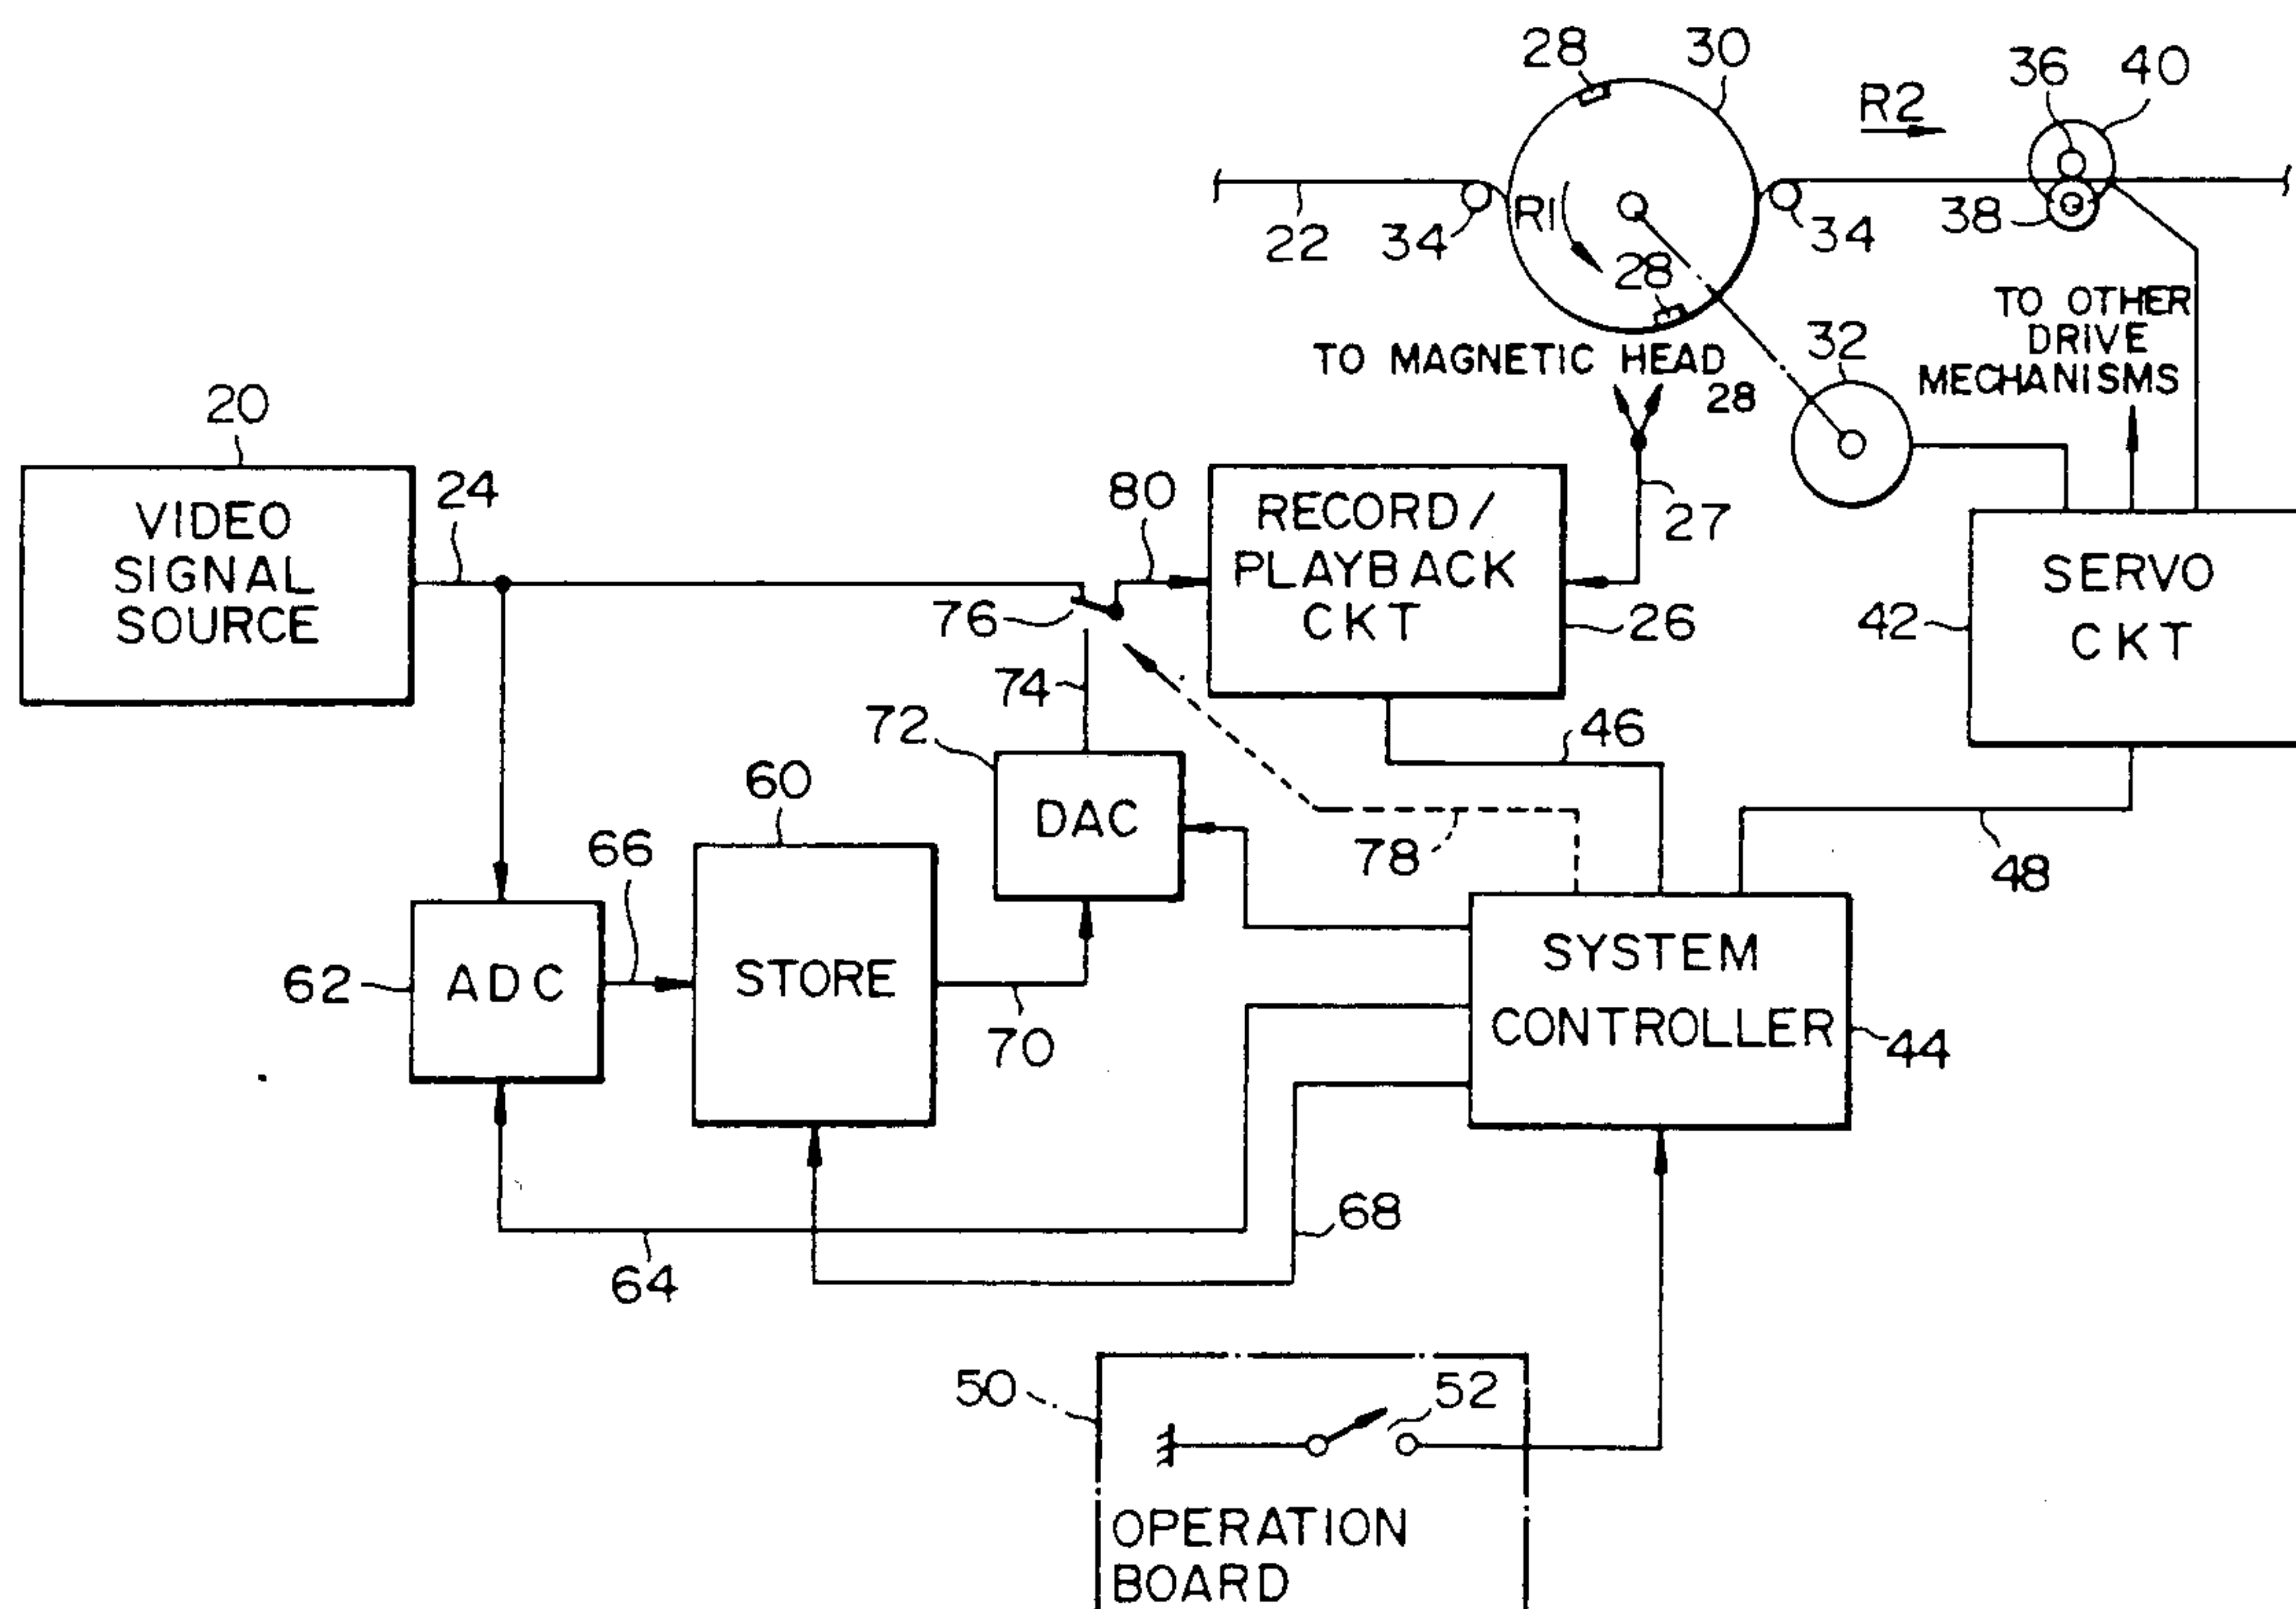 28
30
36
40
R2
22
34
R1
28
34
38
TO OTHER
DRIVE
MECHANISMS
TO MAGNETIC HEAD
28
32
20
VIDEO
SIGNAL
SOURCE
24
80
RECORD/
PLAYBACK
CKT
27
26
76
SERVO
CKT
42
74
72
DAC
46
60
78
48
66
62
ADC
STORE
70
SYSTEM
CONTROLLER
44
68
64
50
52
OPERATION
BOARD